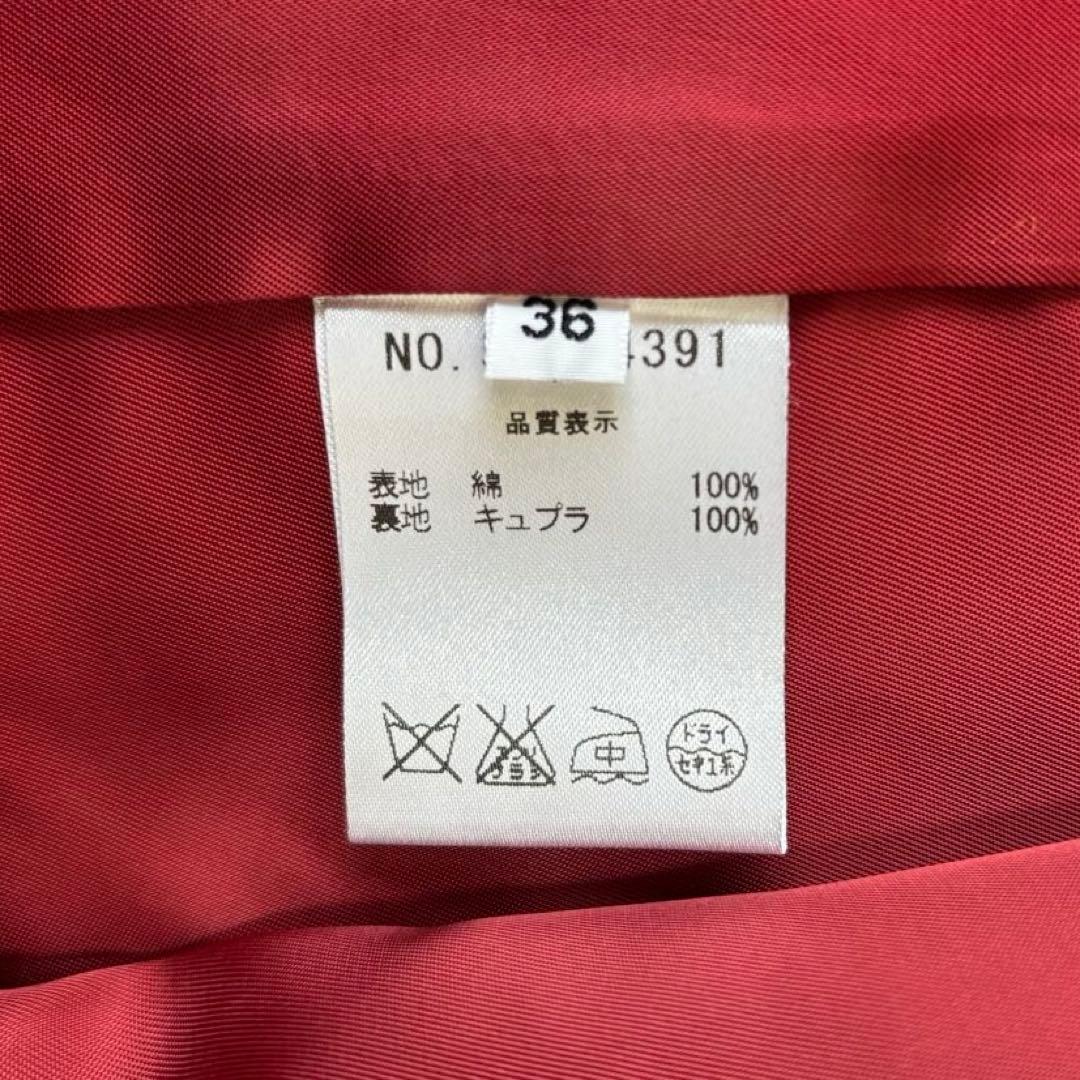 36
NO. 4391
品質表示
表地 綿 100%
裏地 キュプラ 100%
中
ドライ
セキユ系